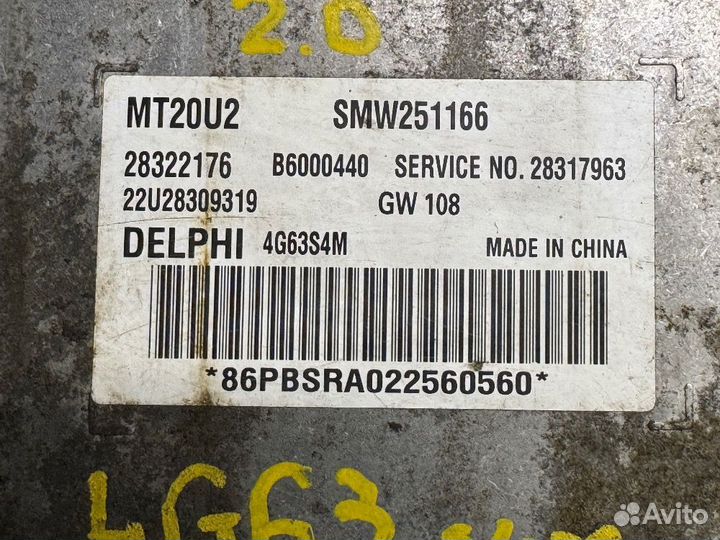 2.0
MT20U2 SMW251166
28322176 B6000440 SERVICE NO. 28317963
22U28309319 GW 108
DELPHI 4G63S4M MADE IN CHINA
*86PBSRA022560560*
4G63 S4M
Avito